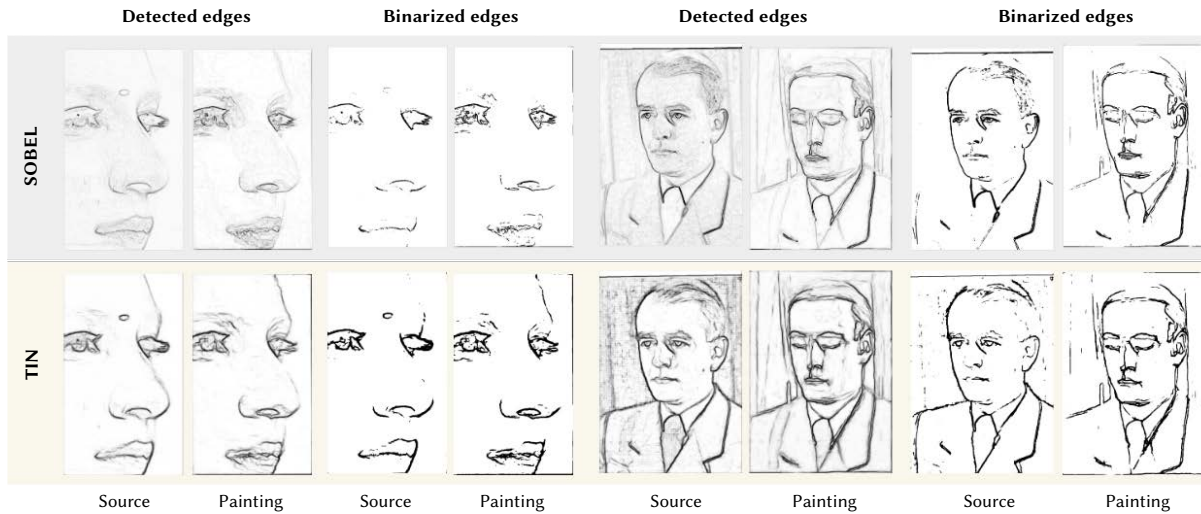 Detected edges Binarized edges Detected edges Binarized edges
SOBEL
TIN
Source Painting Source Painting Source Painting Source Painting